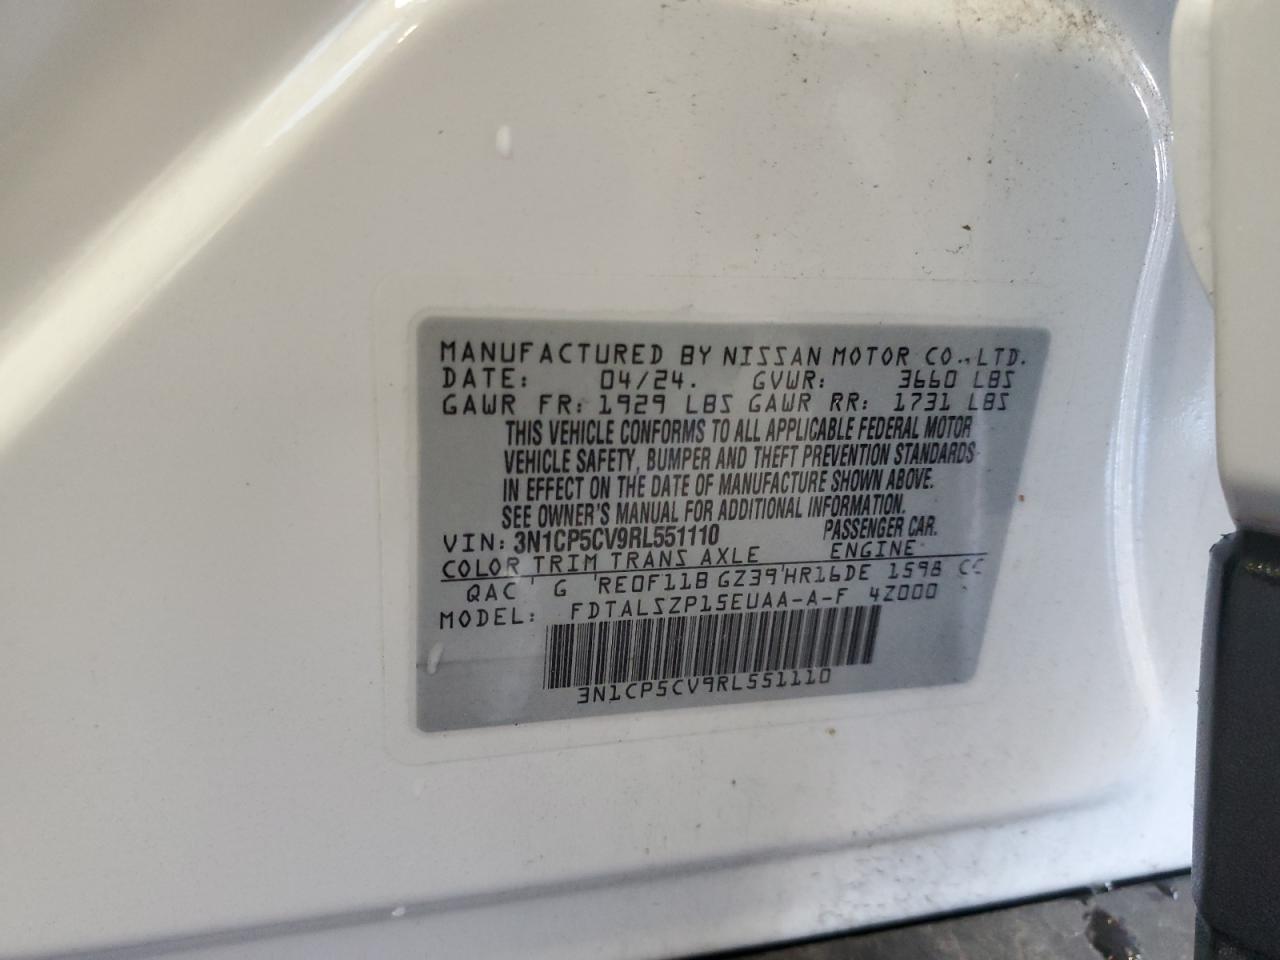 MANUFACTURED BY NISSAN MOTOR CO., LTD.
DATE: 04/24. GVWR: 3660 LBS
GAWR FR: 1929 LBS GAWR RR: 1731 LBS
THIS VEHICLE CONFORMS TO ALL APPLICABLE FEDERAL MOTOR
VEHICLE SAFETY, BUMPER AND THEFT PREVENTION STANDARDS
IN EFFECT ON THE DATE OF MANUFACTURE SHOWN ABOVE.
SEE OWNER'S MANUAL FOR ADDITIONAL INFORMATION.
VIN: 3N1CP5CV9RL551110 PASSENGER CAR.
COLOR TRIM TRANS AXLE ENGINE
QAC G RE0F11B GZ39 HR16DE 1598 CC
MODEL: FDTALSZP15EUAA-A-F 4Z000
3N1CP5CV9RL551110